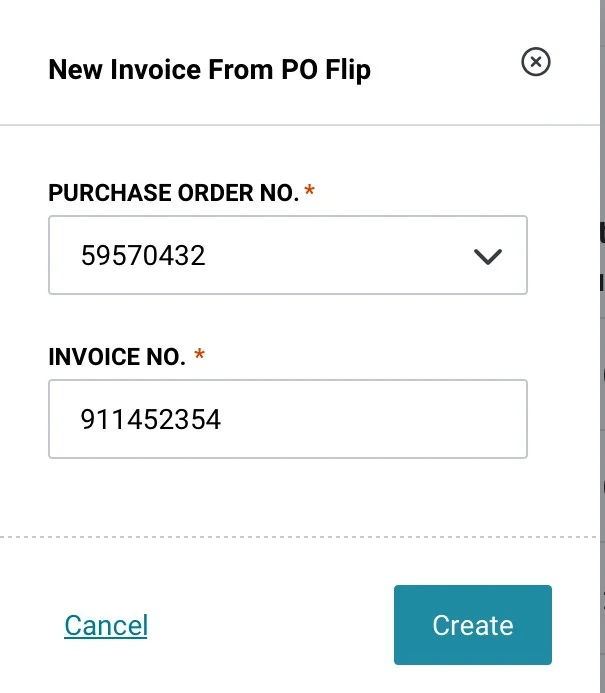 New Invoice From PO Flip
PURCHASE ORDER NO. *
59570432
INVOICE NO. *
911452354
Cancel
Create